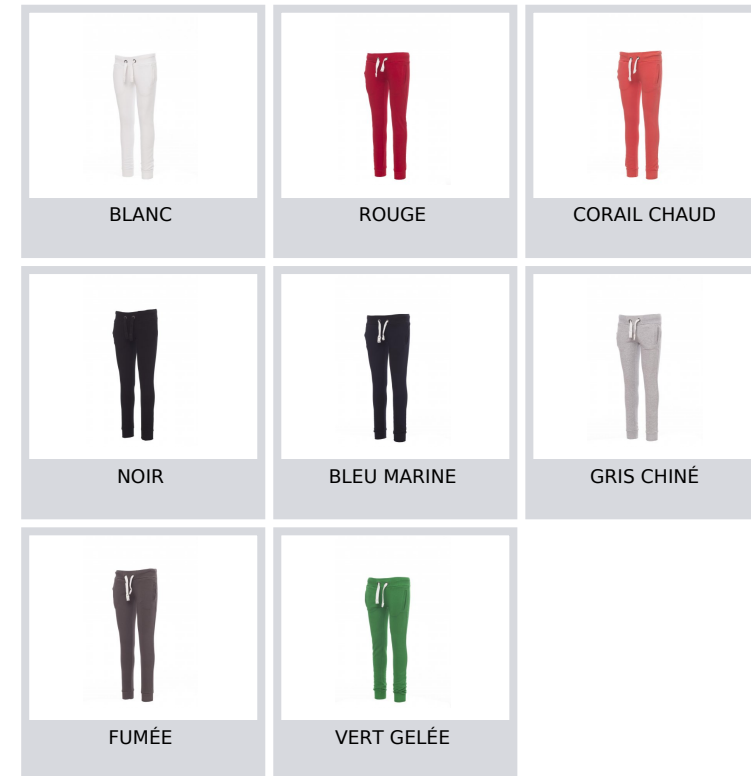 BLANC
ROUGE
CORAIL CHAUD
NOIR
BLEU MARINE
GRIS CHINÉ
FUMÉE
VERT GELÉE